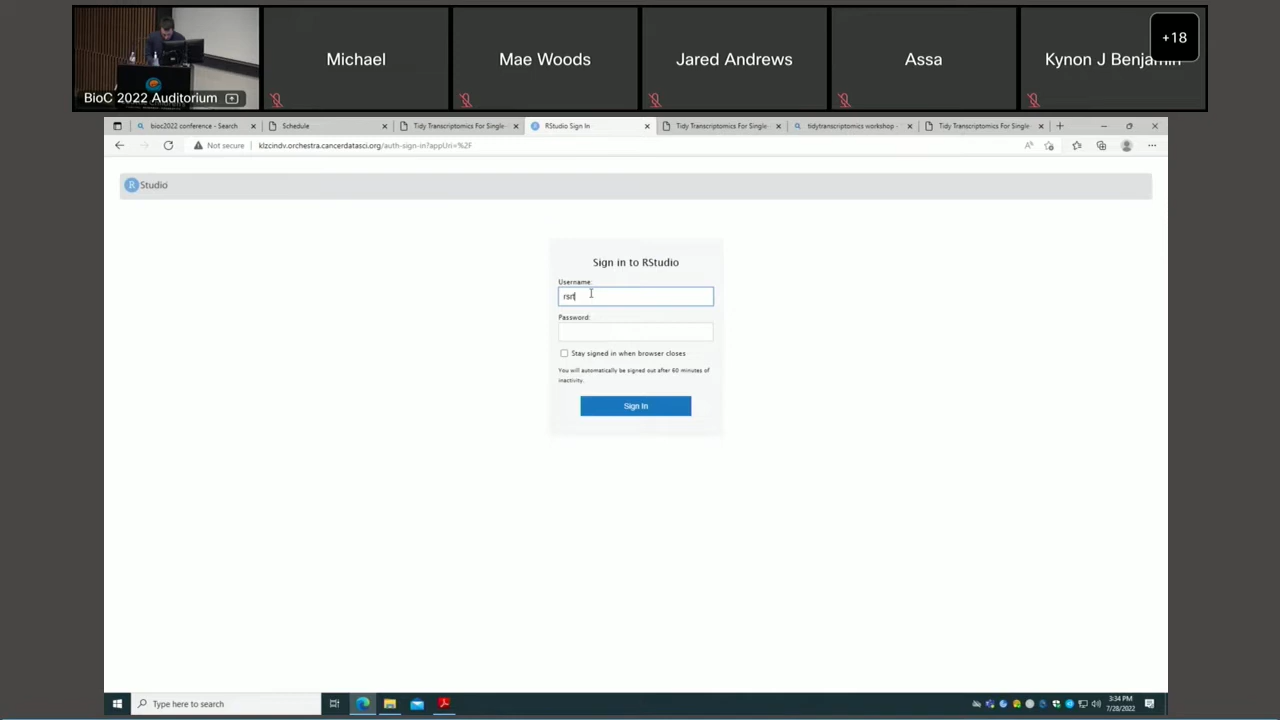 Michael
Mae Woods
Jared Andrews
Assa
Kynon J Benjamin
+18
BioC 2022 Auditorium
bioc2022 conference - Search
Schedule
Tidy Transcriptomics For Single
RStudio Sign In
Tidy Transcriptomics For Single
tidytranscriptomics workshop -
Tidy Transcriptomics For Single
Not secure
klzcindv.orchestra.cancerdatasci.org/auth-sign-in?appUri=%2F
R Studio
Sign in to RStudio
Username:
rsrt
Password:
Stay signed in when browser closes
You will automatically be signed out after 60 minutes of
inactivity.
Sign In
Type here to search
3:34 PM
7/28/2022